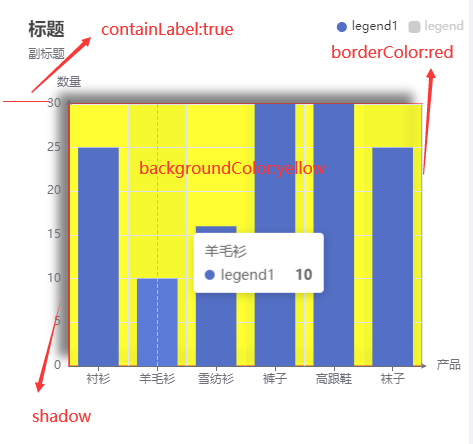 标题
containLabel:true
legend1
legend
副标题
borderColor:red
数量
30
25
backgroundColor:yellow
20
15
羊毛衫
legend1 10
10
5
0
产品
衬衫 羊毛衫 雪纺衫 裤子 高跟鞋 袜子
shadow